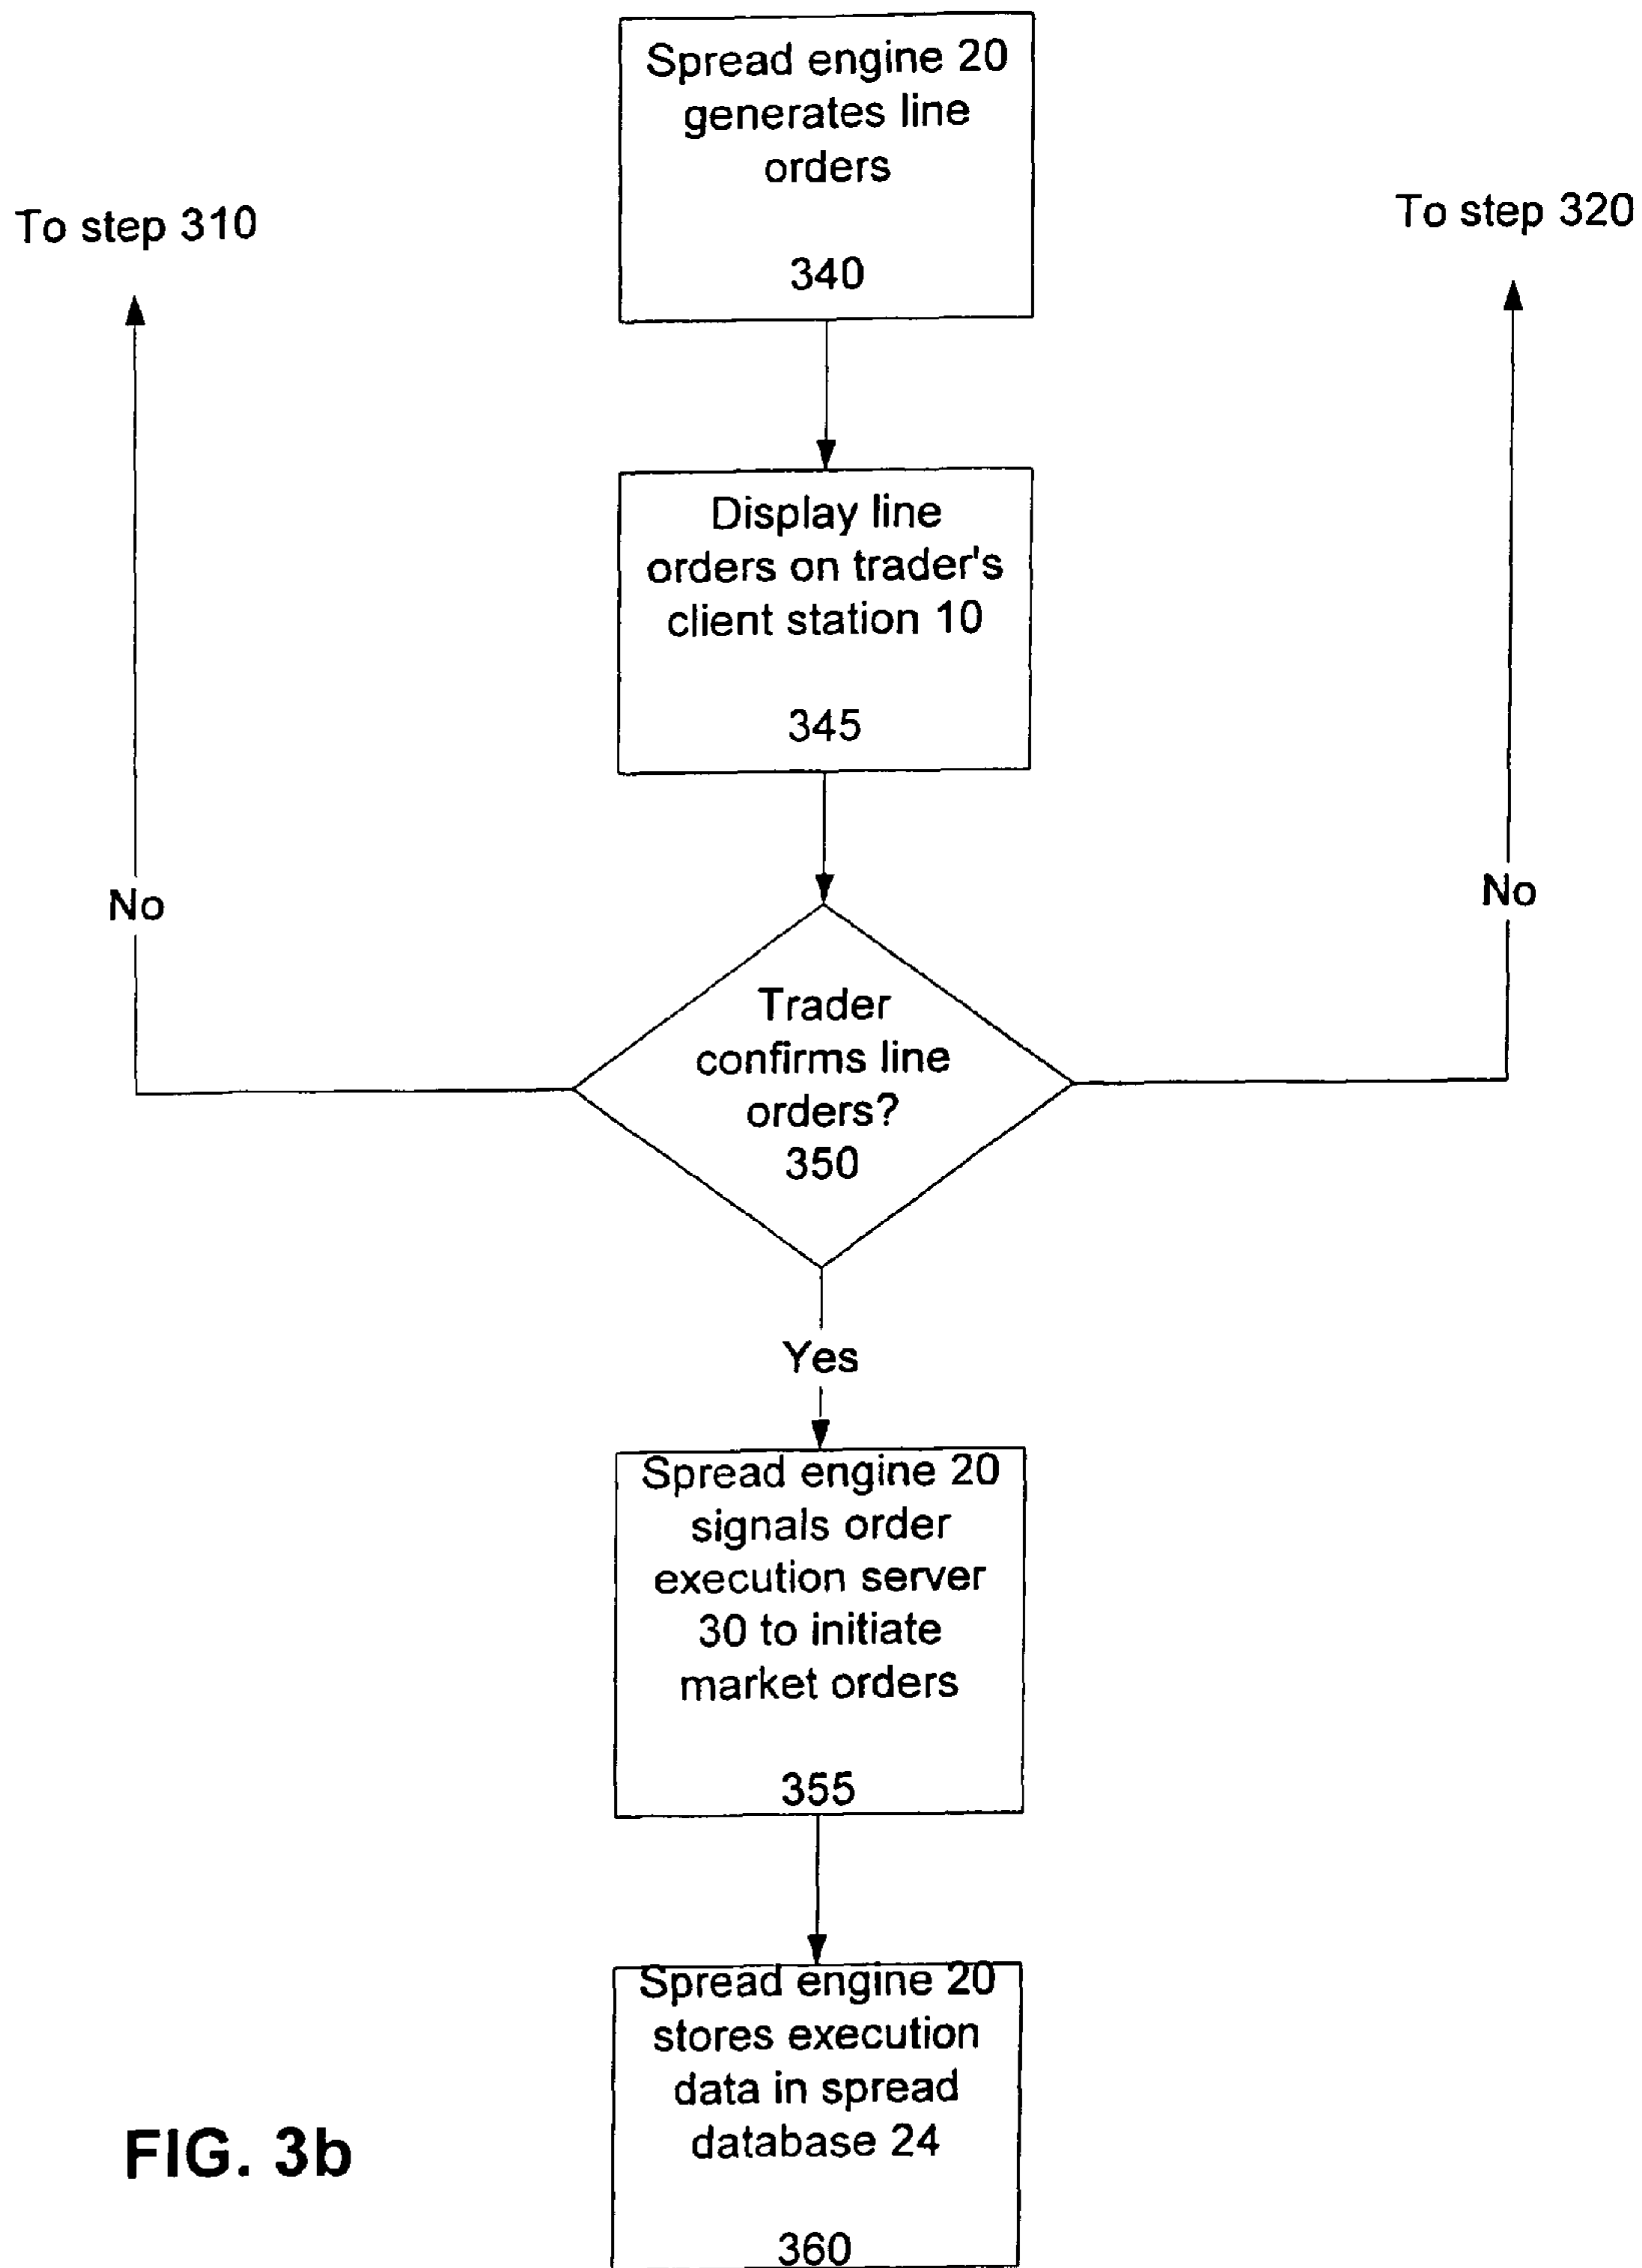 Spread engine 20
generates line
orders
340
To step 310
To step 320
Display line
orders on trader's
client station 10
345
No
No
Trader
confirms line
orders?
350
Yes
Spread engine 20
signals order
execution server
30 to initiate
market orders
355
Spread engine 20
stores execution
data in spread
database 24
360
FIG. 3b